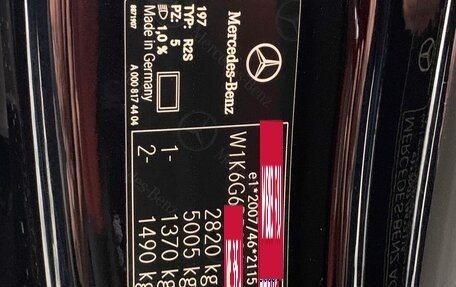 Mercedes-Benz
e1*2007/46*2115
W1K6G6
2820 kg
5005 kg
1- 1370 kg
2- 1490 kg
197
TYP: R2S
PZ: 5
1,0 %
Made in Germany
A 000 817 44 04